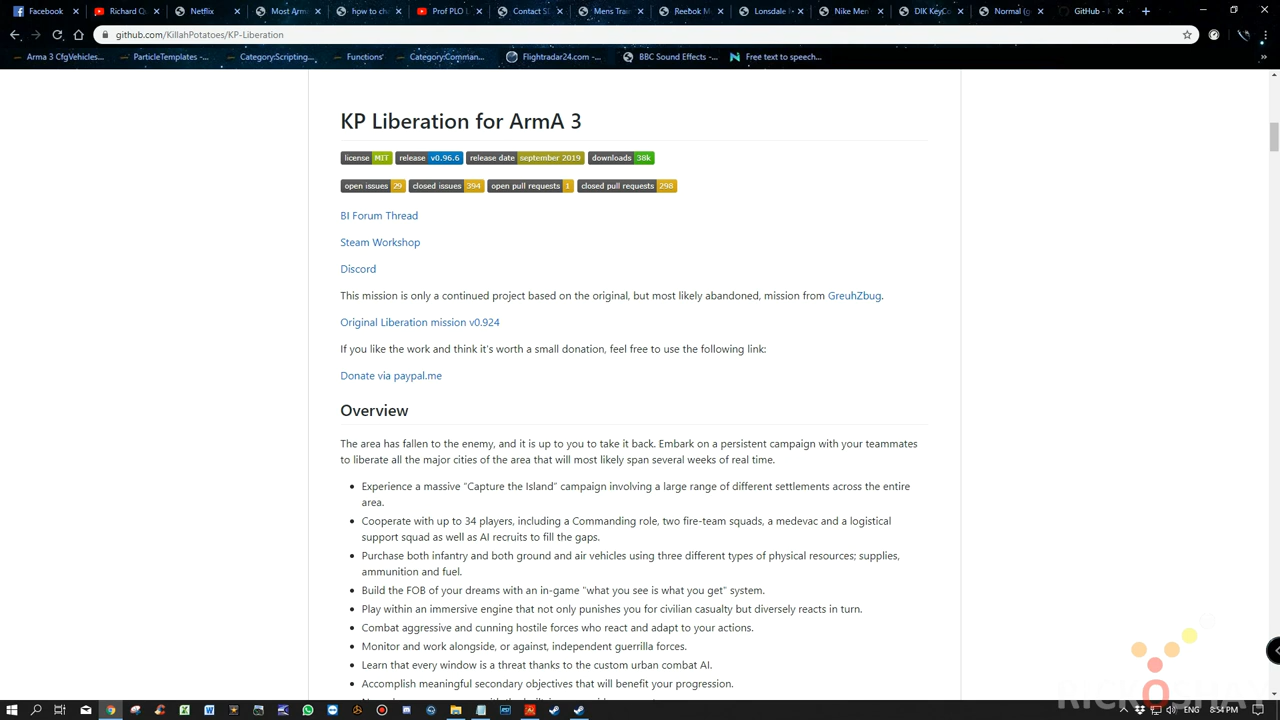 Facebook
Richard Q
Netflix
Most Arm
how to ch
Prof PLO
Contact S
Mens Trai
Reebok M
Lonsdale
Nike Men
DIK KeyCo
Normal (g
GitHub -
github.com/KillahPotatoes/KP-Liberation
Arma 3 CfgVehicles...
ParticleTemplates -...
Category:Scripting...
Functions'
Category:Comman...
Flightradar24.com -...
BBC Sound Effects -...
Free text to speech...
KP Liberation for ArmA 3
license MIT release v0.96.6 release date september 2019 downloads 38k
open issues 29 closed issues 394 open pull requests 1 closed pull requests 298
BI Forum Thread
Steam Workshop
Discord
This mission is only a continued project based on the original, but most likely abandoned, mission from GreuhZbug.
Original Liberation mission v0.924
If you like the work and think it's worth a small donation, feel free to use the following link:
Donate via paypal.me
Overview
The area has fallen to the enemy, and it is up to you to take it back. Embark on a persistent campaign with your teammates
to liberate all the major cities of the area that will most likely span several weeks of real time.
Experience a massive "Capture the Island" campaign involving a large range of different settlements across the entire
area.
Cooperate with up to 34 players, including a Commanding role, two fire-team squads, a medevac and a logistical
support squad as well as AI recruits to fill the gaps.
Purchase both infantry and both ground and air vehicles using three different types of physical resources; supplies,
ammunition and fuel.
Build the FOB of your dreams with an in-game "what you see is what you get" system.
Play within an immersive engine that not only punishes you for civilian casualty but diversely reacts in turn.
Combat aggressive and cunning hostile forces who react and adapt to your actions.
Monitor and work alongside, or against, independent guerrilla forces.
Learn that every window is a threat thanks to the custom urban combat AI.
Accomplish meaningful secondary objectives that will benefit your progression.
ENG 8:51 PM